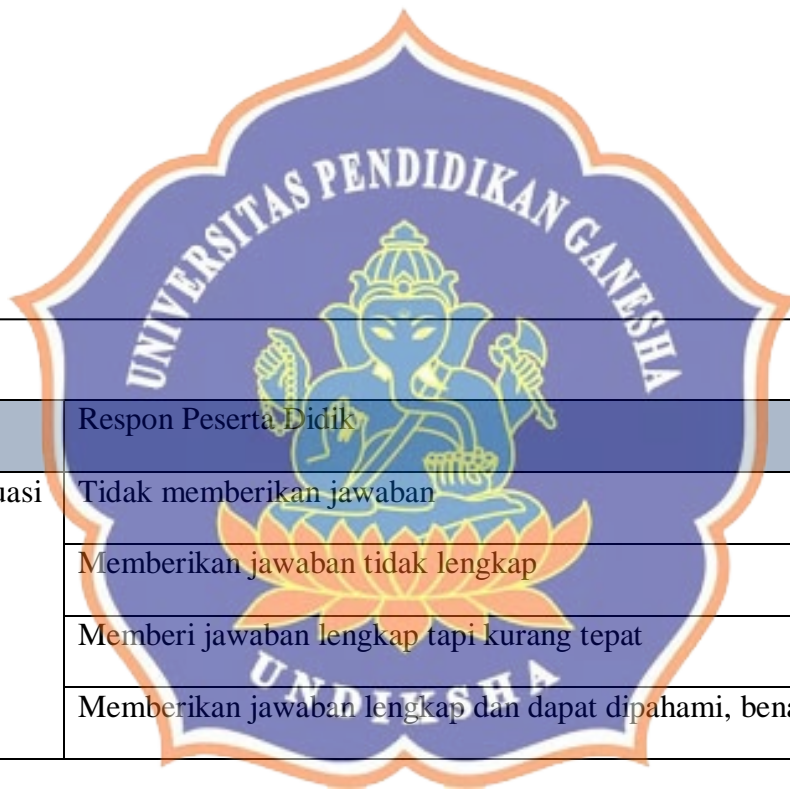 UNIVERSITAS PENDIDIKAN GANESHA
Respon Peserta Didik
uasi Tidak memberikan jawaban
Memberikan jawaban tidak lengkap
Memberi jawaban lengkap tapi kurang tepat
UNDIKSHA
Memberikan jawaban lengkap dan dapat dipahami, bena